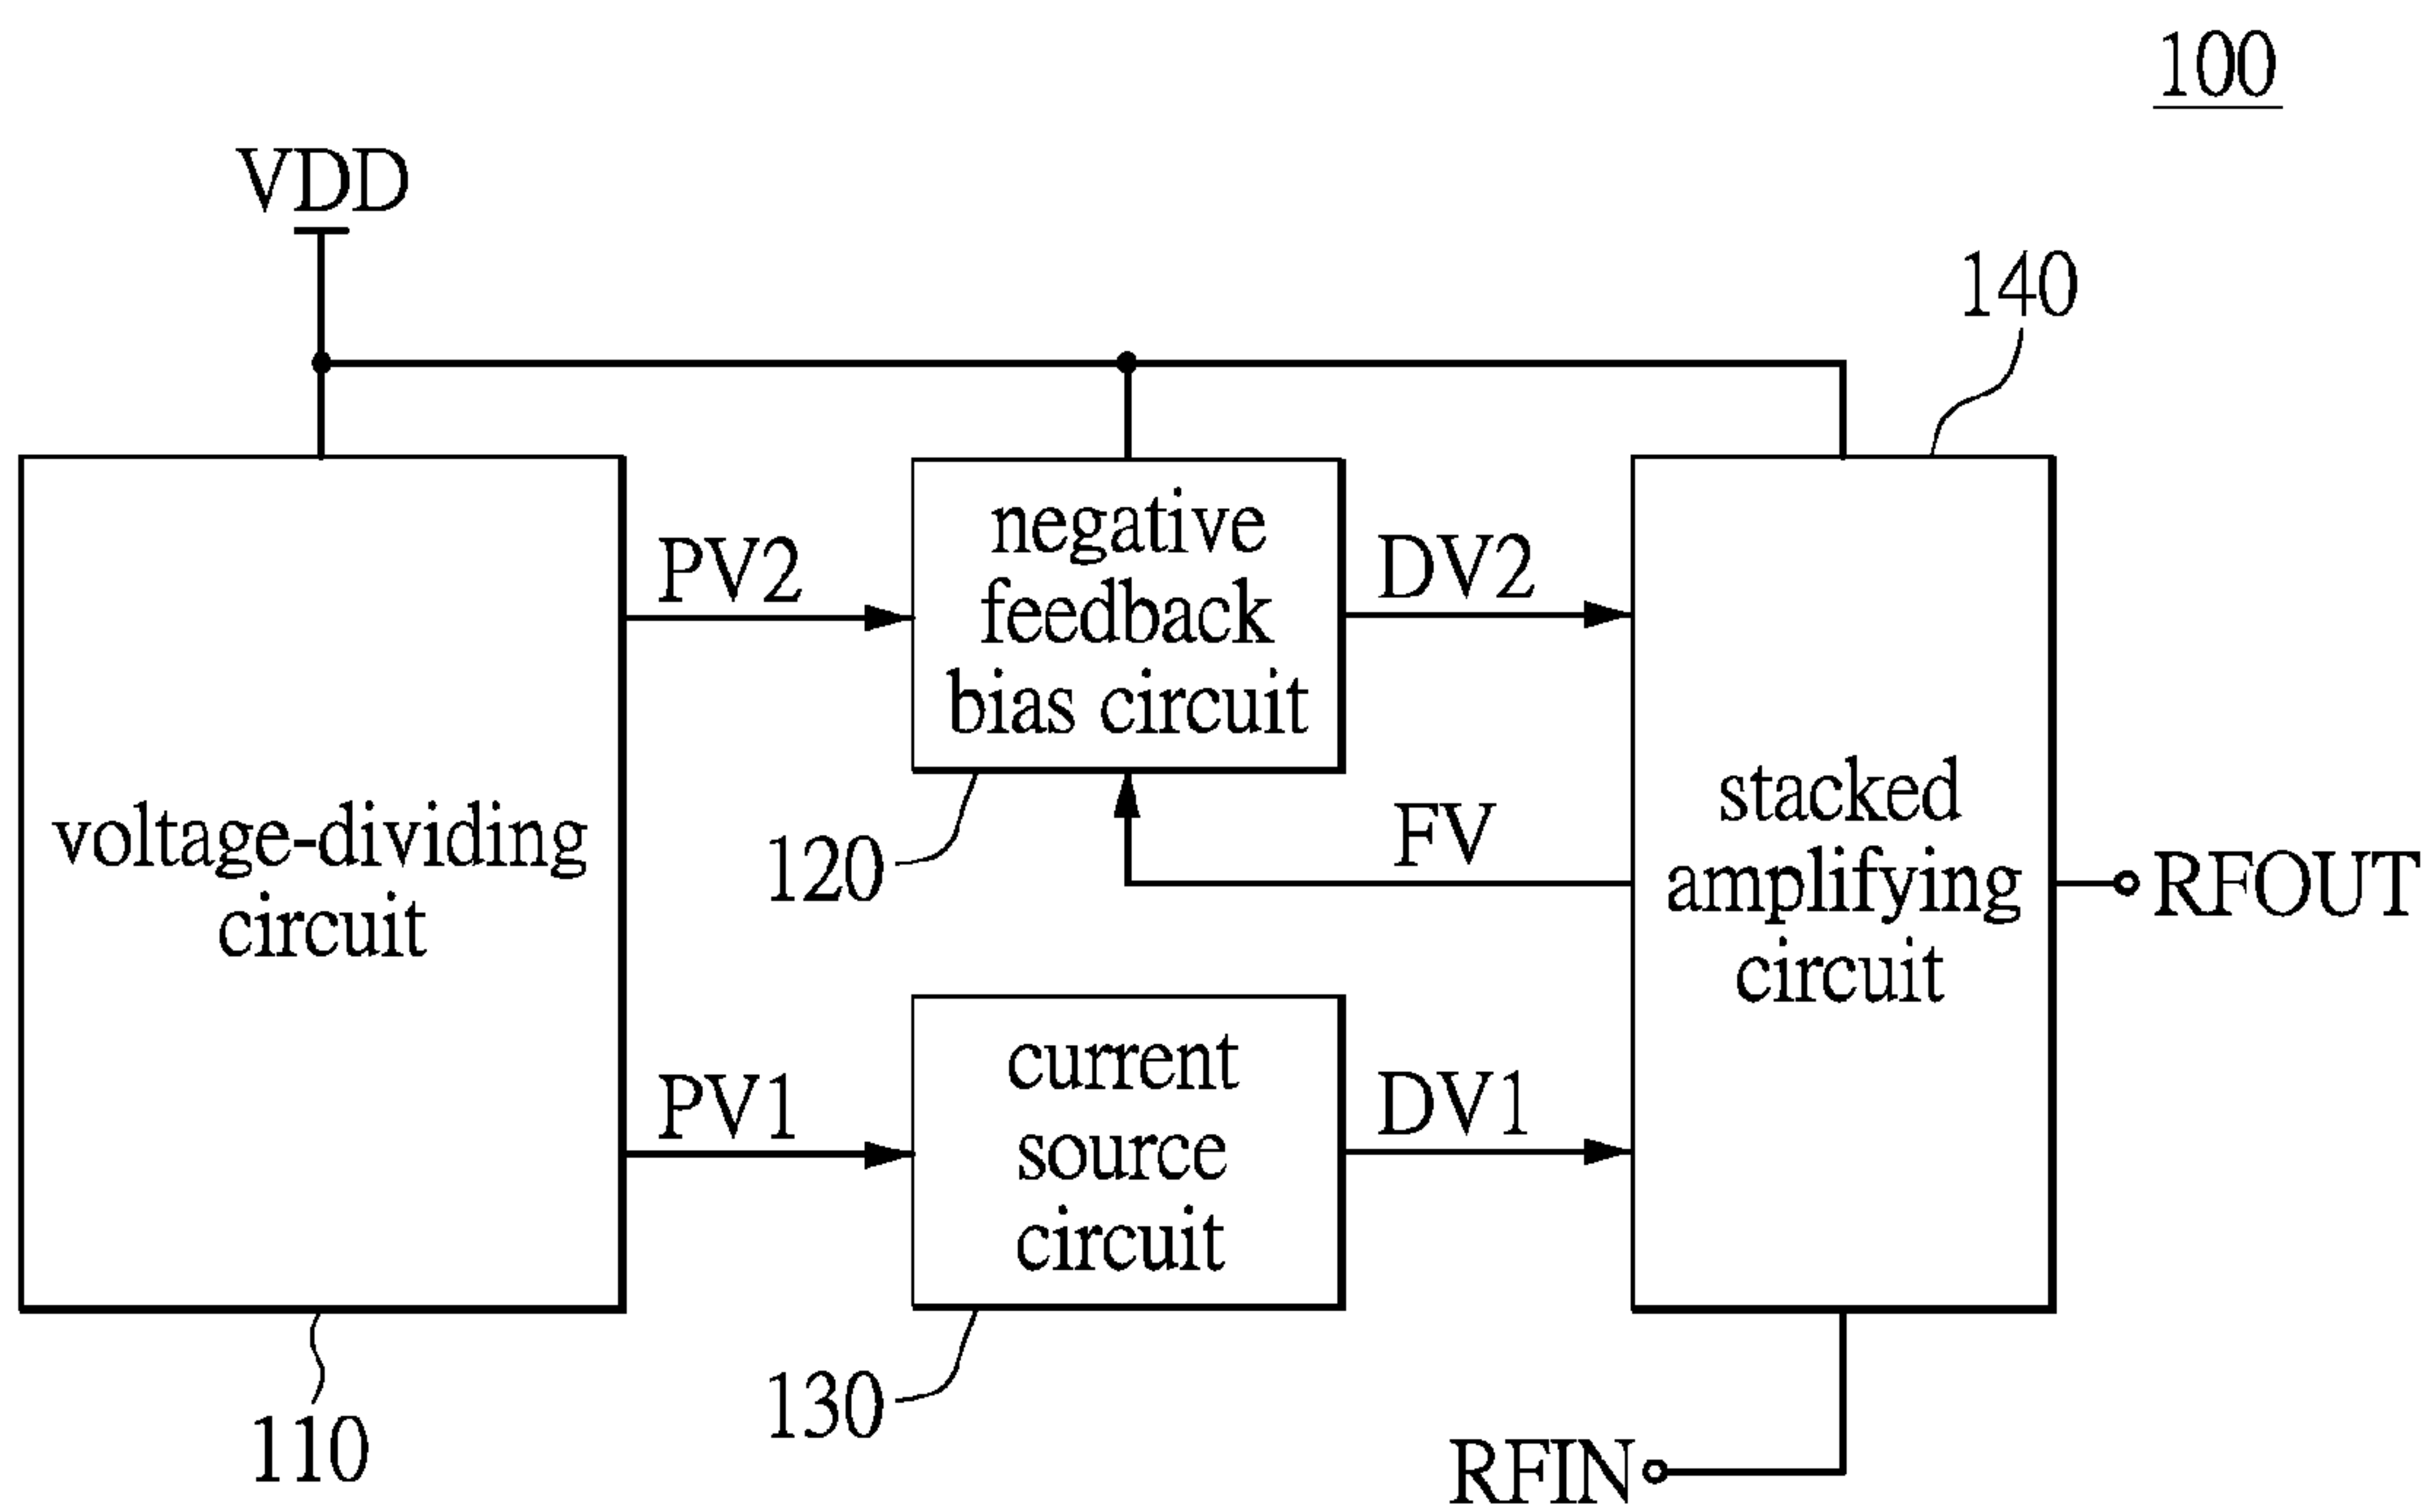 100
VDD
140
PV2
negative
feedback
bias circuit
DV2
voltage-dividing
circuit
120
FV
stacked
amplifying
circuit
RFOUT
PV1
current
source
circuit
DV1
110
130
RFIN